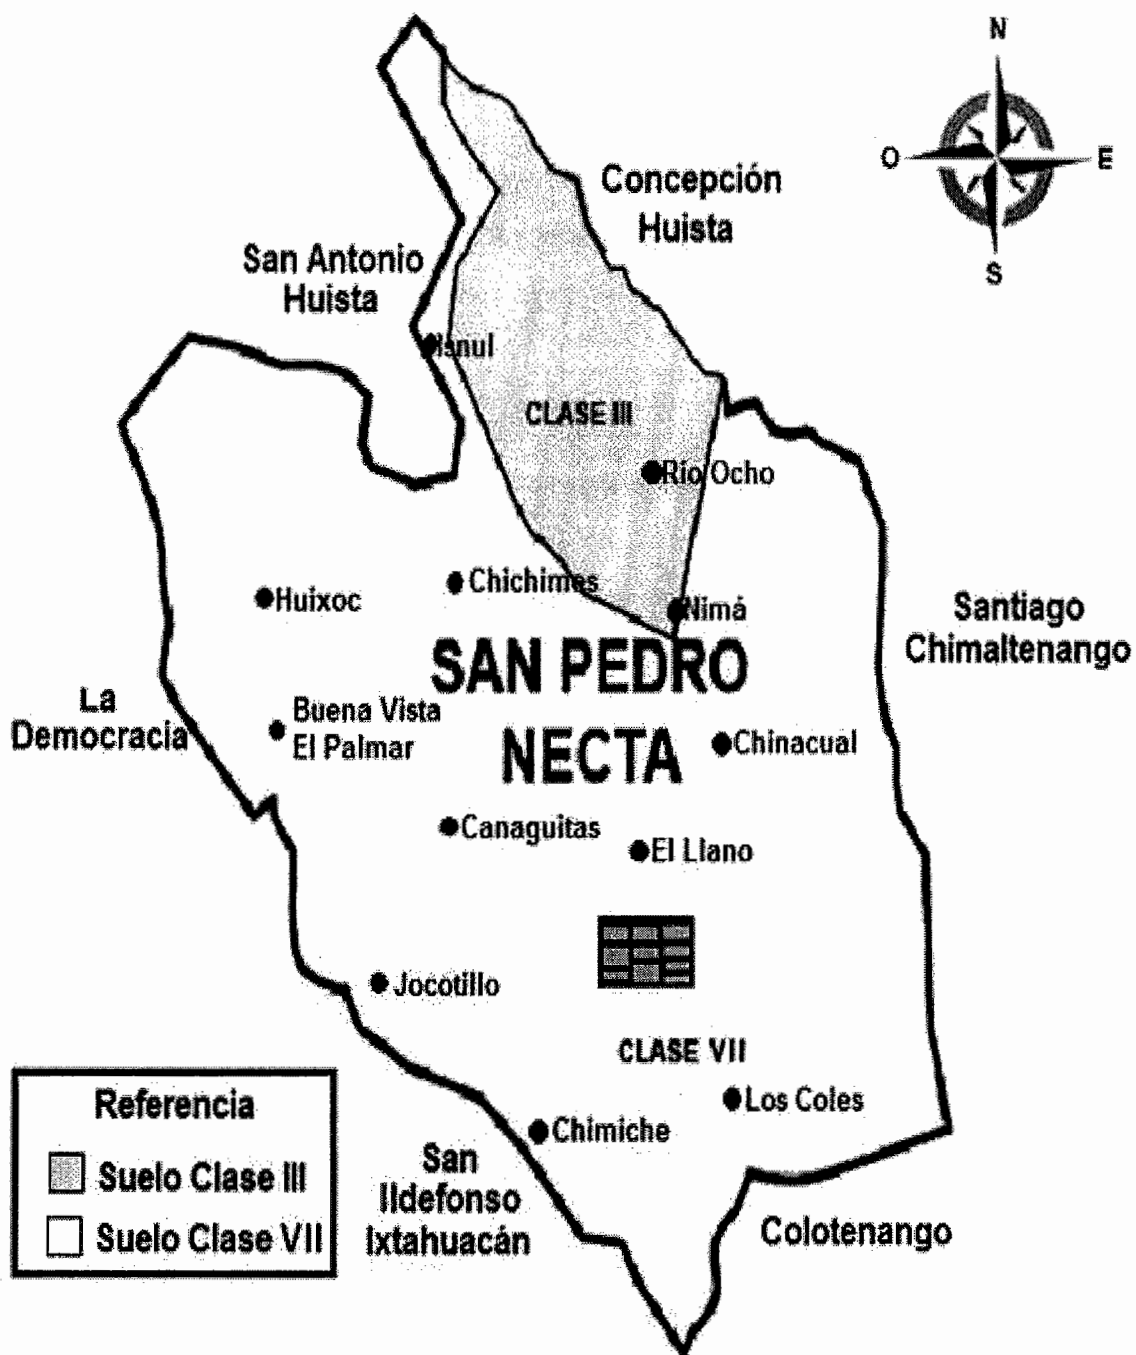 N
O
E
S
Concepción
Huista
San Antonio
Huista
Isnul
CLASE III
Río Ocho
Chichimes
Huixoc
Nimá
Santiago
Chimaltenango
SAN PEDRO
NECTA
La
Democracia
Buena Vista
El Palmar
Chinacual
Canaguitas
El Llano
Jocotillo
CLASE VII
Los Coles
Chimiche
Referencia
Suelo Clase III
Suelo Clase VII
San
Ildefonso
Ixtahuacán
Colotenango